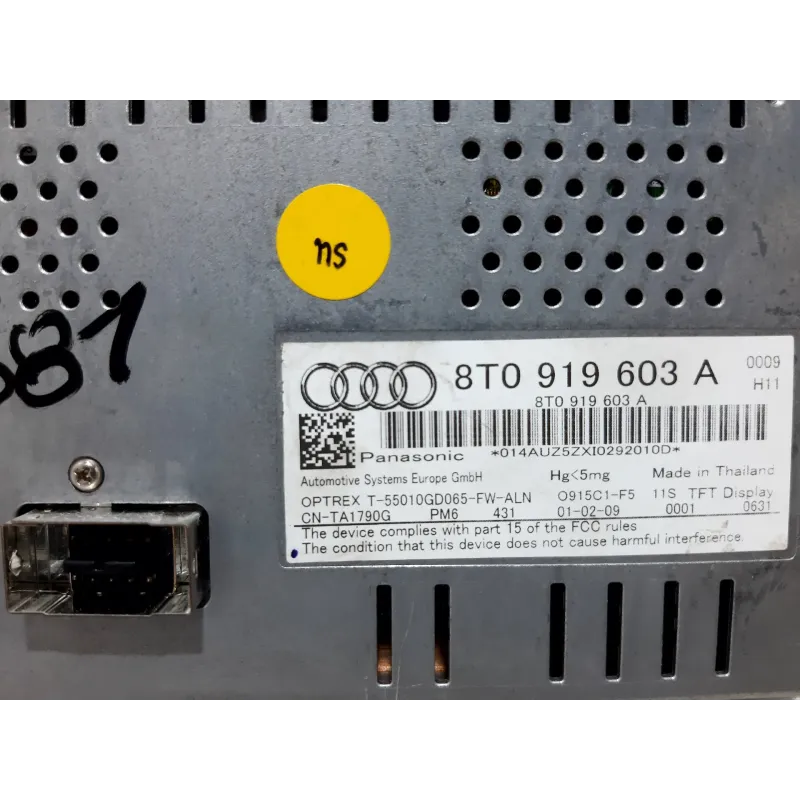 ns
681
8T0 919 603 A 0009
H11
8T0 919 603 A
Panasonic *014AUZ5ZXI0292010D*
Automotive Systems Europe GmbH Hg<5mg Made in Thailand
OPTREX T-55010GD065-FW-ALN O915C1-F5 11S TFT Display
CN-TA1790G PM6 431 01-02-09 0001 0631
The device complies with part 15 of the FCC rules
The condition that this device does not cause harmful interference.